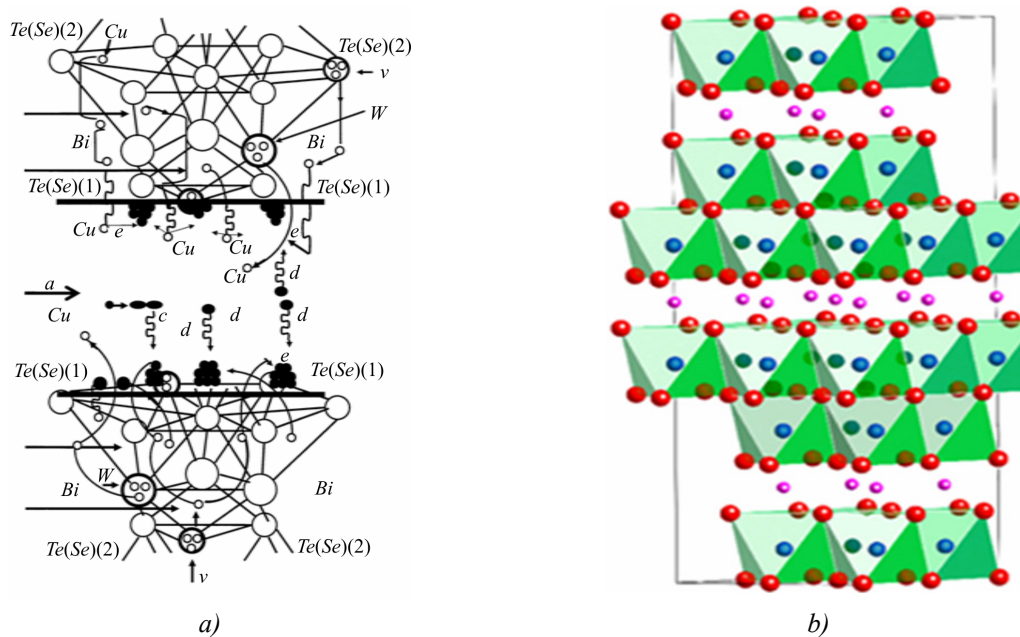 Te(Se)(2)
Cu
Te(Se)(2)
v
W
Bi
Bi
Te(Se)(1)
Te(Se)(1)
Cu
e
Cu
Cu
e
Cu
d
a
Cu
c
d
d
d
e
Te(Se)(1)
Te(Se)(1)
W
Bi
Bi
Te(Se)(2)
Te(Se)(2)
v
a)
b)